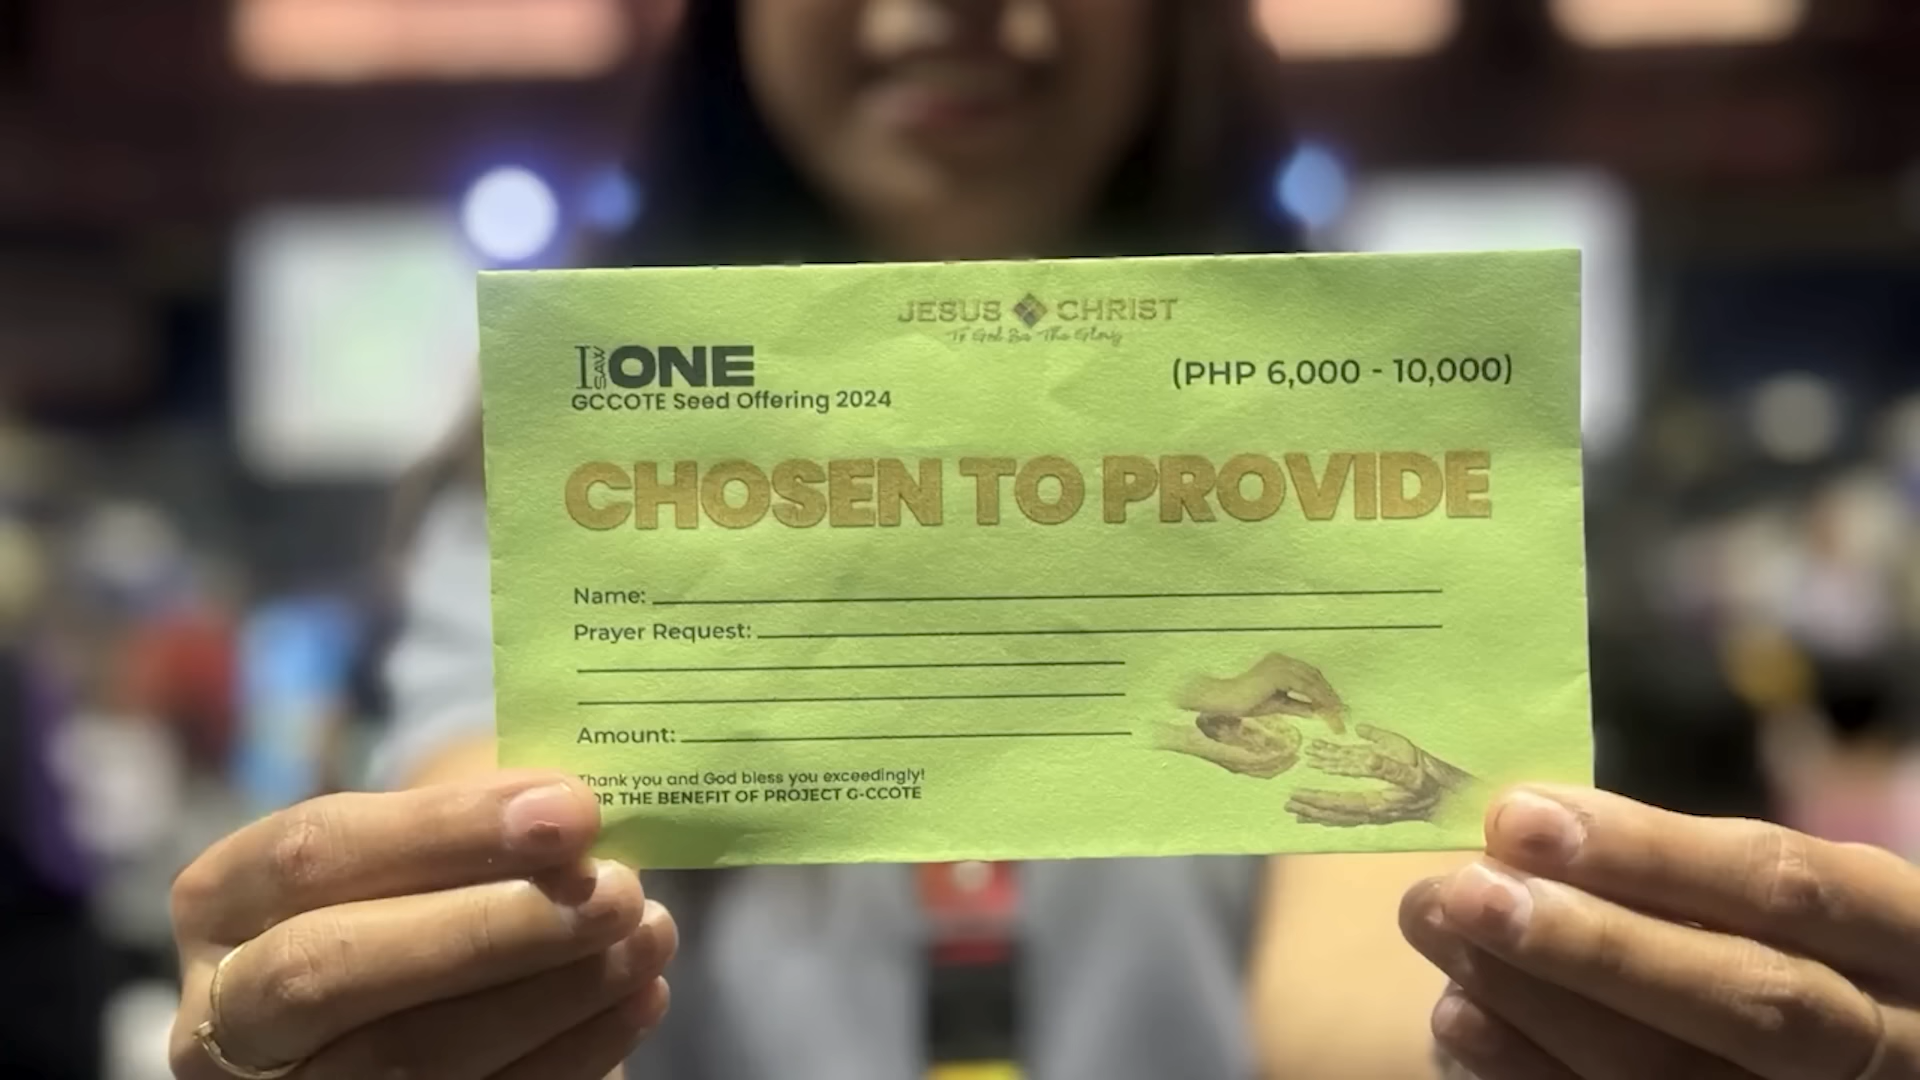 JESUS CHRIST
To God Be The Glory
I SAW ONE
(PHP 6,000 - 10,000)
GCCOTE Seed Offering 2024
CHOSEN TO PROVIDE
Name:
Prayer Request:
Amount:
Thank you and God bless you exceedingly!
OR THE BENEFIT OF PROJECT G-CCOTE